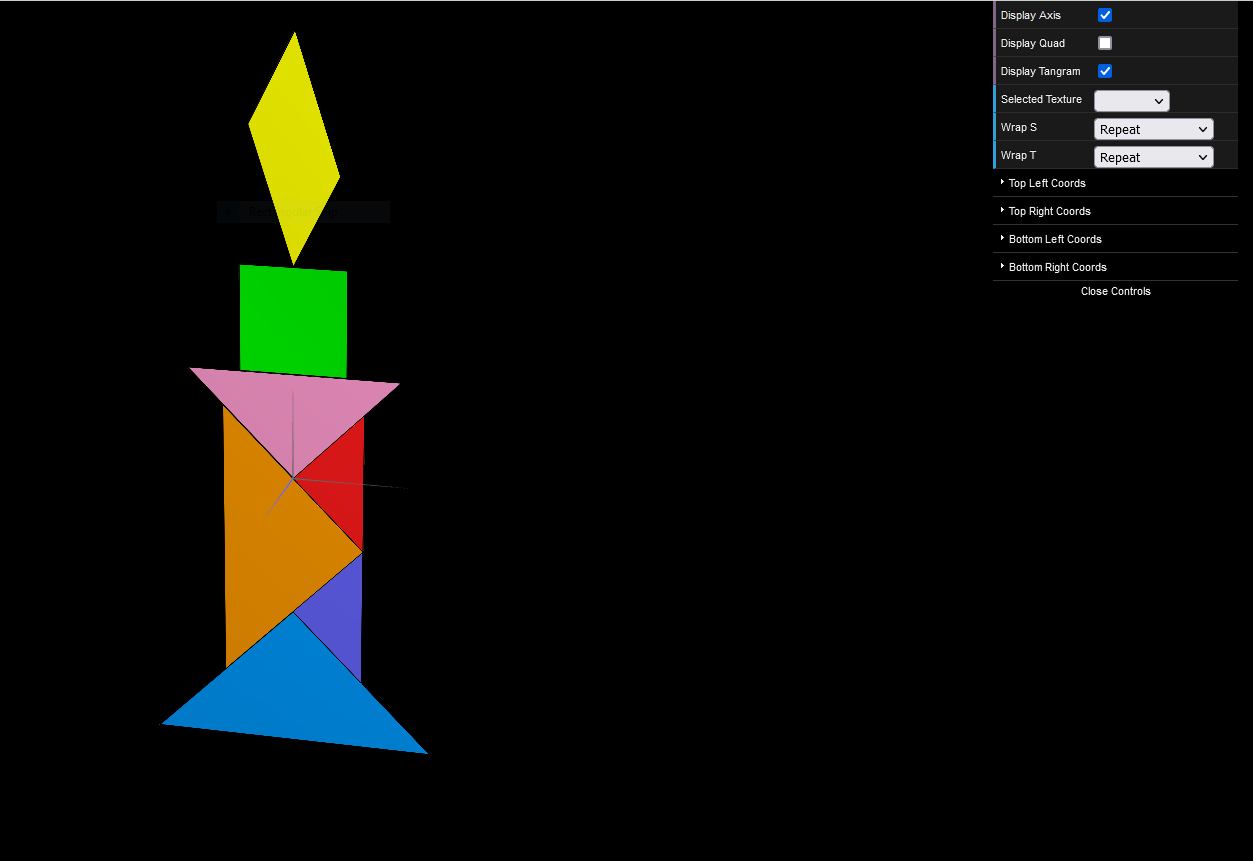 Display Axis
Display Quad
Display Tangram
Selected Texture
Wrap S
Repeat
Wrap T
Repeat
Top Left Coords
Top Right Coords
Bottom Left Coords
Bottom Right Coords
Close Controls